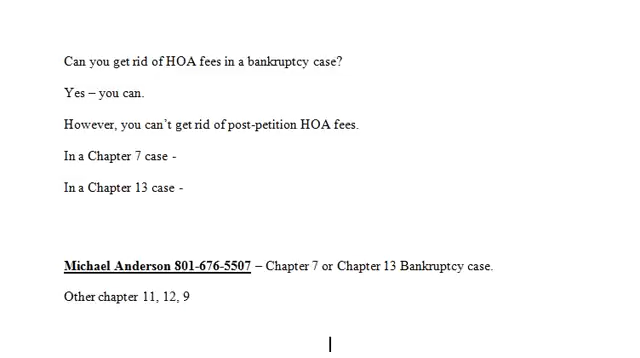 Can you get rid of HOA fees in a bankruptcy case?
Yes – you can.
However, you can't get rid of post-petition HOA fees.
In a Chapter 7 case -
In a Chapter 13 case -
Michael Anderson 801-676-5507 – Chapter 7 or Chapter 13 Bankruptcy case.
Other chapter 11, 12, 9